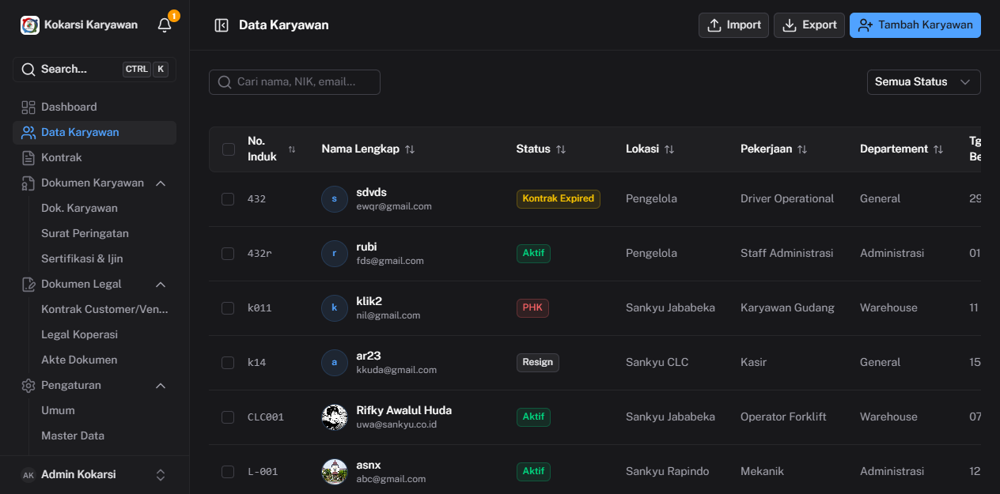 Kokarsi Karyawan
1
Search...
CTRL K
Dashboard
Data Karyawan
Kontrak
Dokumen Karyawan
Dok. Karyawan
Surat Peringatan
Sertifikasi & Ijin
Dokumen Legal
Kontrak Customer/Ven...
Legal Koperasi
Akte Dokumen
Pengaturan
Umum
Master Data
AK Admin Kokarsi
Data Karyawan
Import
Export
Tambah Karyawan
Cari nama, NIK, email...
Semua Status
No. Induk Nama Lengkap Status Lokasi Pekerjaan Departement Tg Be
432 s sdvds Kontrak Expired Pengelola Driver Operational General 29
ewqr@gmail.com
432r r rubi Aktif Pengelola Staff Administrasi Administrasi 01
fds@gmail.com
k011 k klik2 PHK Sankyu Jababeka Karyawan Gudang Warehouse 11
nil@gmail.com
k14 a ar23 Resign Sankyu CLC Kasir General 15
kkuda@gmail.com
CLC001 Rifky Awalul Huda Aktif Sankyu Jababeka Operator Forklift Warehouse 07
uwa@sankyu.co.id
L-001 asnx Aktif Sankyu Rapindo Mekanik Administrasi 12
abc@gmail.com